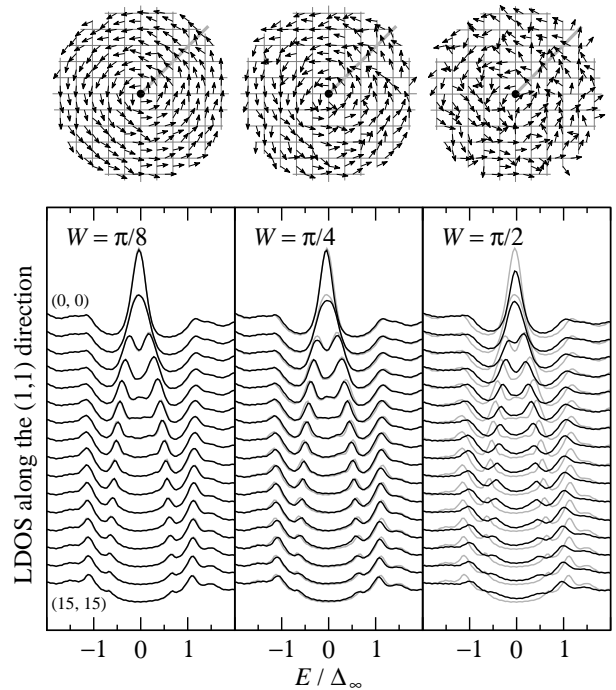 W = π/8
W = π/4
W = π/2
(0, 0)
LDOS along the (1,1) direction
(15, 15)
−1 0 1
−1 0 1
−1 0 1
E / Δ∞